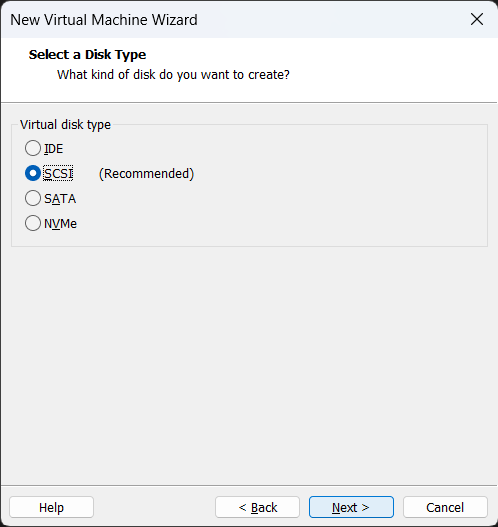 New Virtual Machine Wizard
Select a Disk Type
What kind of disk do you want to create?
Virtual disk type
IDE
SCSI (Recommended)
SATA
NVMe
Help < Back Next > Cancel